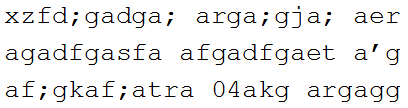 xzfd;gadga; arga;gja; aer
agadfgasfa afgadfgaet a’g
af;gkaf;atra 04akg argagg